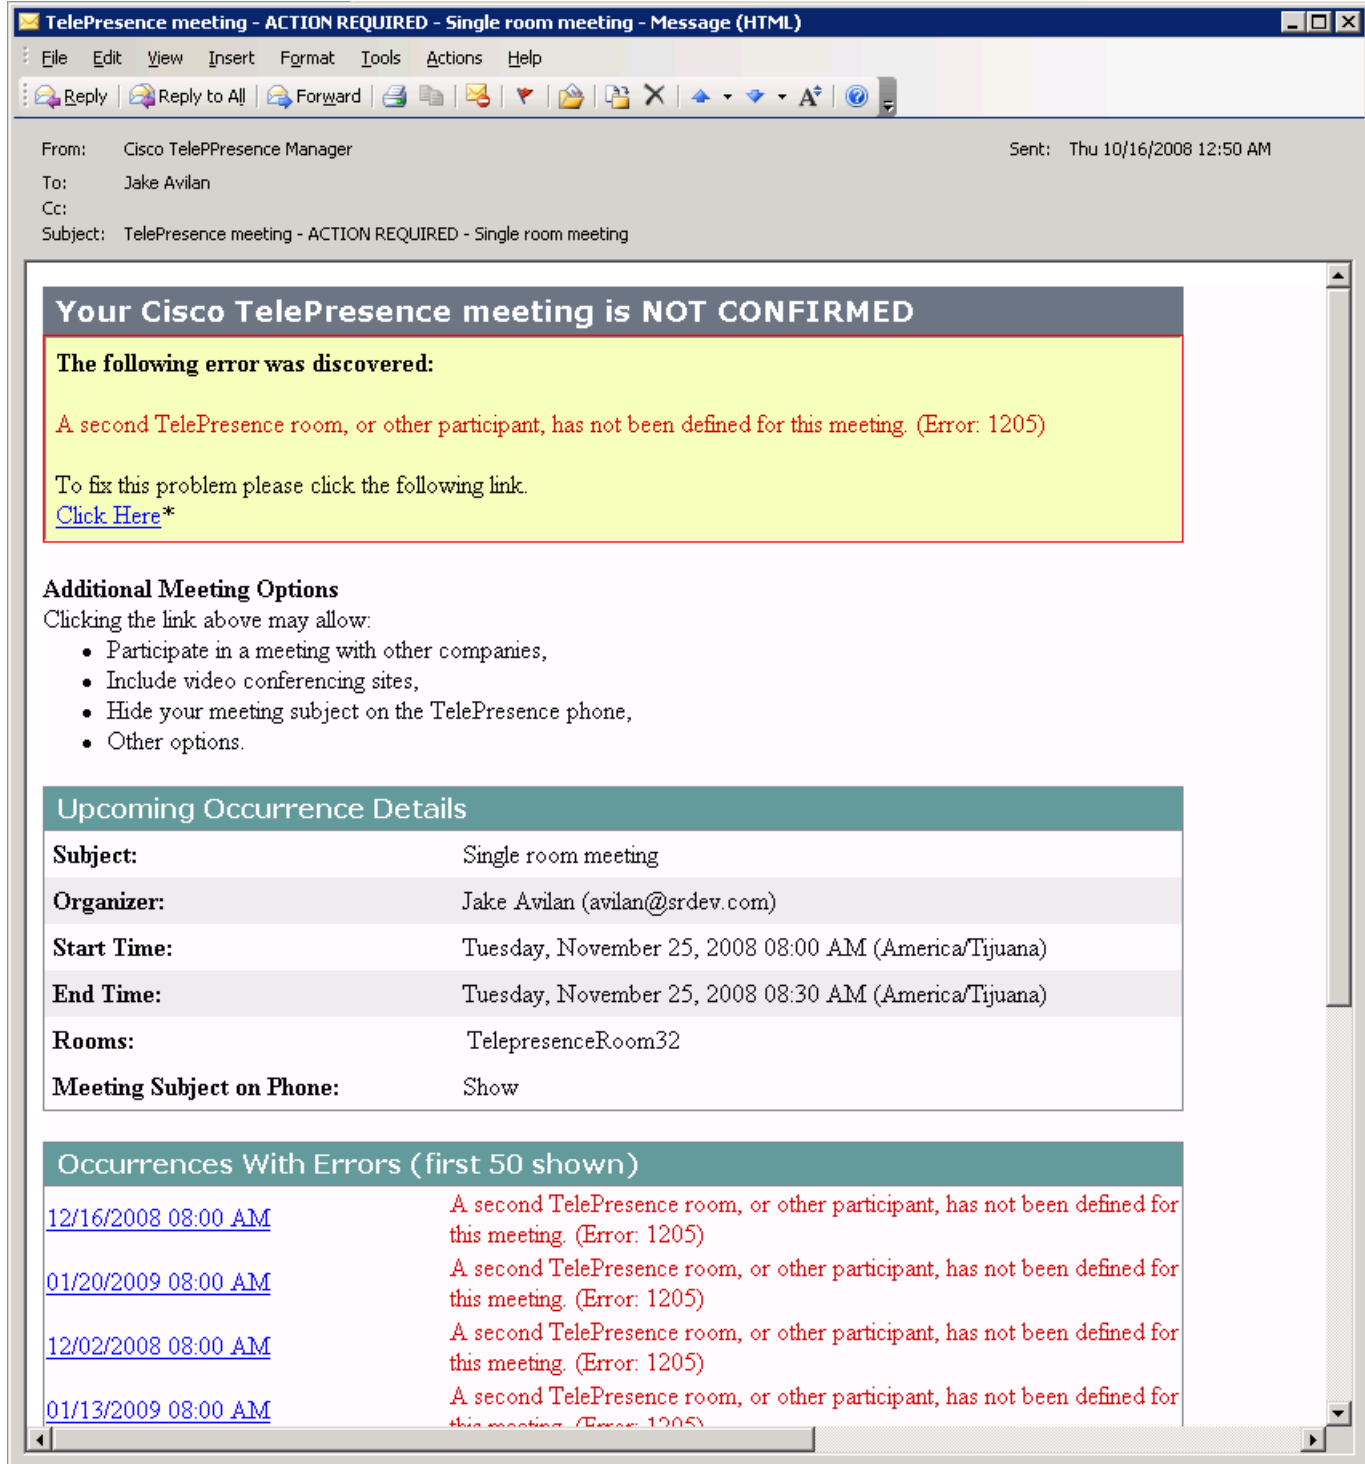 TelePresence meeting - ACTION REQUIRED - Single room meeting - Message (HTML)
File Edit View Insert Format Tools Actions Help
Reply Reply to All Forward
From: Cisco TelePPresence Manager Sent: Thu 10/16/2008 12:50 AM
To: Jake Avilan
Cc:
Subject: TelePresence meeting - ACTION REQUIRED - Single room meeting
Your Cisco TelePresence meeting is NOT CONFIRMED
The following error was discovered:
A second TelePresence room, or other participant, has not been defined for this meeting. (Error: 1205)
To fix this problem please click the following link.
Click Here*
Additional Meeting Options
Clicking the link above may allow:
• Participate in a meeting with other companies,
• Include video conferencing sites,
• Hide your meeting subject on the TelePresence phone,
• Other options.
Upcoming Occurrence Details
Subject: Single room meeting
Organizer: Jake Avilan (avilan@srdev.com)
Start Time: Tuesday, November 25, 2008 08:00 AM (America/Tijuana)
End Time: Tuesday, November 25, 2008 08:30 AM (America/Tijuana)
Rooms: TelepresenceRoom32
Meeting Subject on Phone: Show
Occurrences With Errors (first 50 shown)
12/16/2008 08:00 AM A second TelePresence room, or other participant, has not been defined for
this meeting. (Error: 1205)
01/20/2009 08:00 AM A second TelePresence room, or other participant, has not been defined for
this meeting. (Error: 1205)
12/02/2008 08:00 AM A second TelePresence room, or other participant, has not been defined for
this meeting. (Error: 1205)
01/13/2009 08:00 AM A second TelePresence room, or other participant, has not been defined for
this meeting. (Error: 1205)